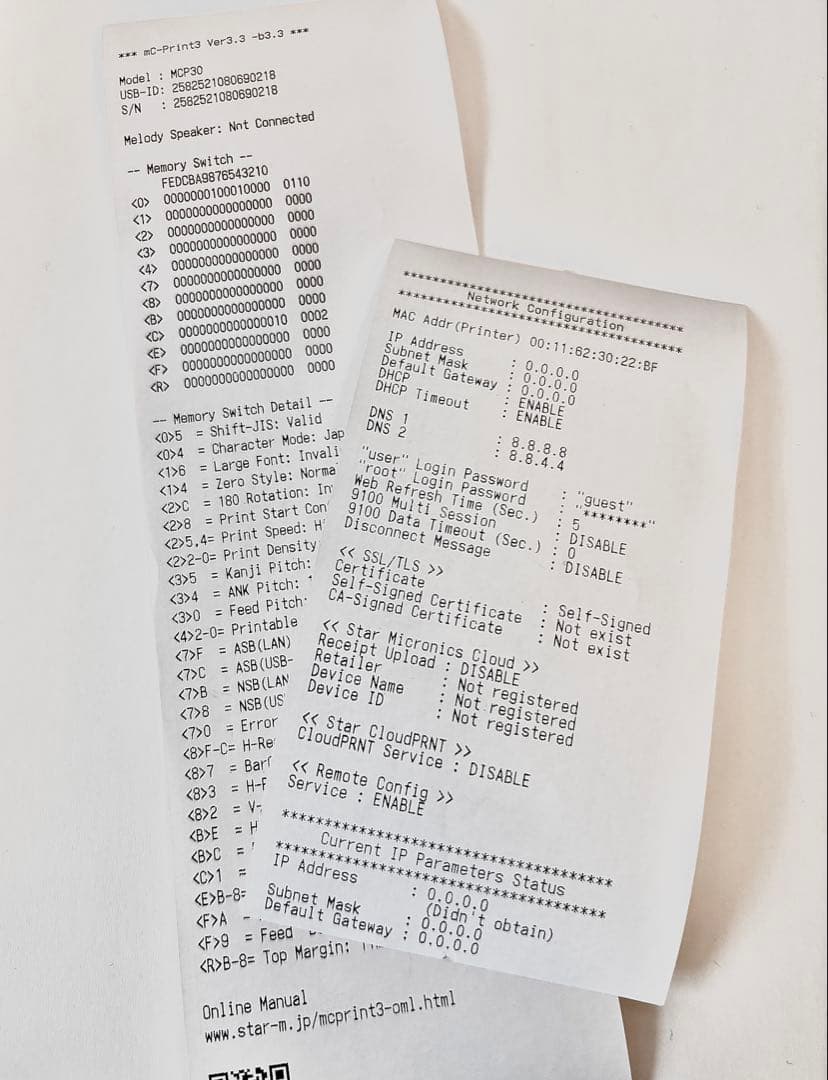 *** mC-Print3 Ver3.3 -b3.3 ***
Model : MCP30
USB-ID: 2582521080690218
S/N : 2582521080690218
Melody Speaker: Not Connected
-- Memory Switch --
FEDCBA9876543210
<0> 0000000100010000 0110
<1> 0000000000000000 0000
<2> 0000000000000000 0000
<3> 0000000000000000 0000
<4> 0000000000000000 0000
<7> 0000000000000000 0000
<8> 0000000000000000 0000
<B> 0000000000000000 0000
<C> 0000000000000010 0002
<E> 0000000000000000 0000
<F> 0000000000000000 0000
<R> 0000000000000000 0000
-- Memory Switch Detail --
<0>5 = Shift-JIS: Valid
<0>4 = Character Mode: Jap
<1>6 = Large Font: Invali
<1>4 = Zero Style: Norma
<2>C = 180 Rotation: In
<2>8 = Print Start Con
<2>5,4= Print Speed: H
<2>2-0= Print Density
<3>5 = Kanji Pitch:
<3>4 = ANK Pitch:
<3>0 = Feed Pitch
<4>2-0= Printable
<7>F = ASB(LAN)
<7>C = ASB(USB-
<7>B = NSB(LAN
<7>8 = NSB(US
<7>0 = Error
<8>F-C= H-Re
<8>7 = Bar
<8>3 = H-F
<8>2 = V-
<B>E = H
<B>C =
<C>1 =
<E>B-8=
<F>A -
<F>9 = Feed
<R>B-8= Top Margin:
Online Manual
www.star-m.jp/mcprint3-oml.html
****************************************
Network Configuration
****************************************
MAC Addr(Printer) 00:11:62:30:22:BF
IP Address : 0.0.0.0
Subnet Mask : 0.0.0.0
Default Gateway : 0.0.0.0
DHCP : ENABLE
DHCP Timeout : ENABLE
DNS 1 : 8.8.8.8
DNS 2 : 8.8.4.4
"user" Login Password : "guest"
"root" Login Password : "********"
Web Refresh Time (Sec.) : 5
9100 Multi Session : DISABLE
9100 Data Timeout (Sec.) : 0
Disconnect Message : DISABLE
<< SSL/TLS >>
Certificate : Self-Signed
Self-Signed Certificate : Not exist
CA-Signed Certificate : Not exist
<< Star Micronics Cloud >>
Receipt Upload : DISABLE
Retailer : Not registered
Device Name : Not registered
Device ID : Not registered
<< Star CloudPRNT >>
CloudPRNT Service : DISABLE
<< Remote Config >>
Service : ENABLE
****************************************
Current IP Parameters Status
****************************************
IP Address : 0.0.0.0
(Didn't obtain)
Subnet Mask : 0.0.0.0
Default Gateway : 0.0.0.0